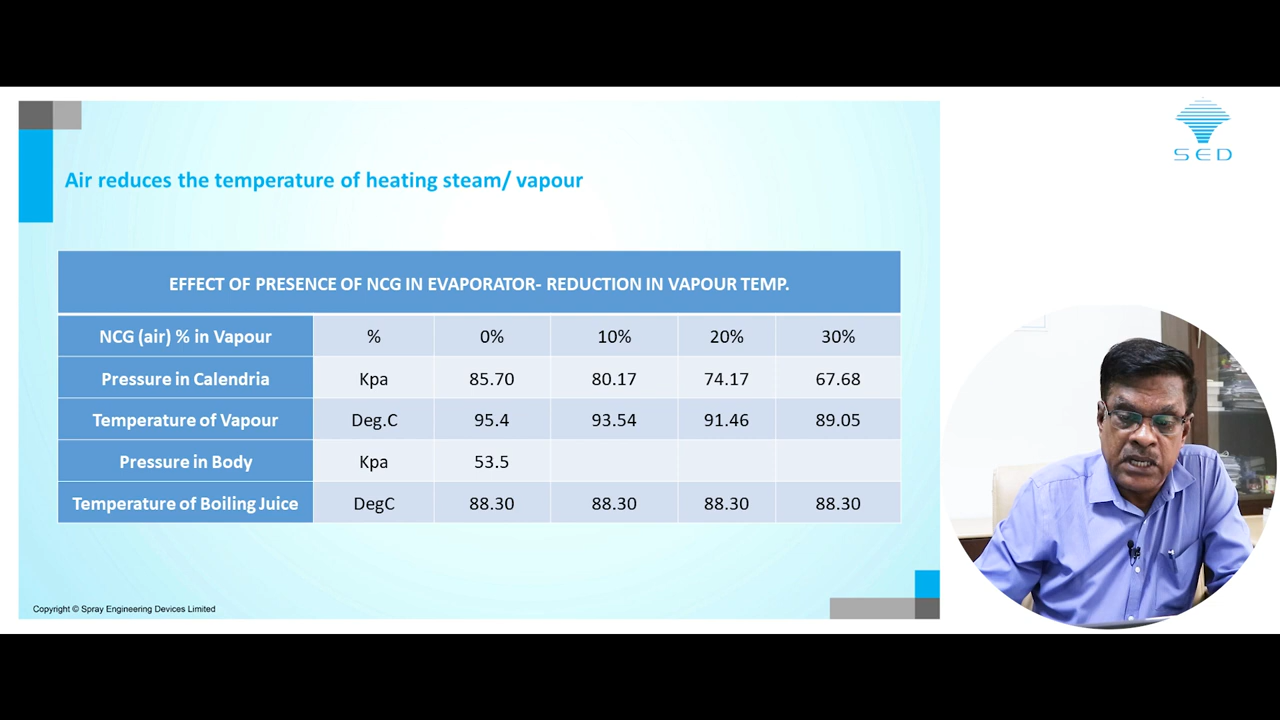 SED
Air reduces the temperature of heating steam/ vapour
EFFECT OF PRESENCE OF NCG IN EVAPORATOR- REDUCTION IN VAPOUR TEMP.
NCG (air) % in Vapour % 0% 10% 20% 30%
Pressure in Calendria Kpa 85.70 80.17 74.17 67.68
Temperature of Vapour Deg.C 95.4 93.54 91.46 89.05
Pressure in Body Kpa 53.5
Temperature of Boiling Juice DegC 88.30 88.30 88.30 88.30
Copyright © Spray Engineering Devices Limited